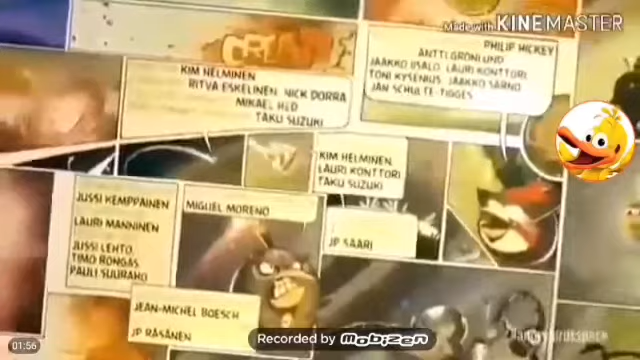 Made with KINEMASTER
CREAT
PHILIP HICKEY
ANTTI GRÖNLUND
JAAKKO IISALO, LAURI KONTTORI,
TONI KYSENIUS, JAAKKO SARNO
JAN SCHULTE-TIGGES
KIM HELMINEN
RITVA ESKELINEN, NICK DORRA
MIKAEL HED
TAKU SUZUKI
KIM HELMINEN,
LAURI KONTTORI
TAKU SUZUKI
JUSSI KEMPPAINEN
LAURI MANNINEN
JUSSI LEHTO
TIMO RONGAS
PAULI SUURAHO
MIGUEL MORENO
JP SAARI
JEAN-MICHEL BOESCH
JP RÄSÄNEN
01:56
Recorded by mobizen